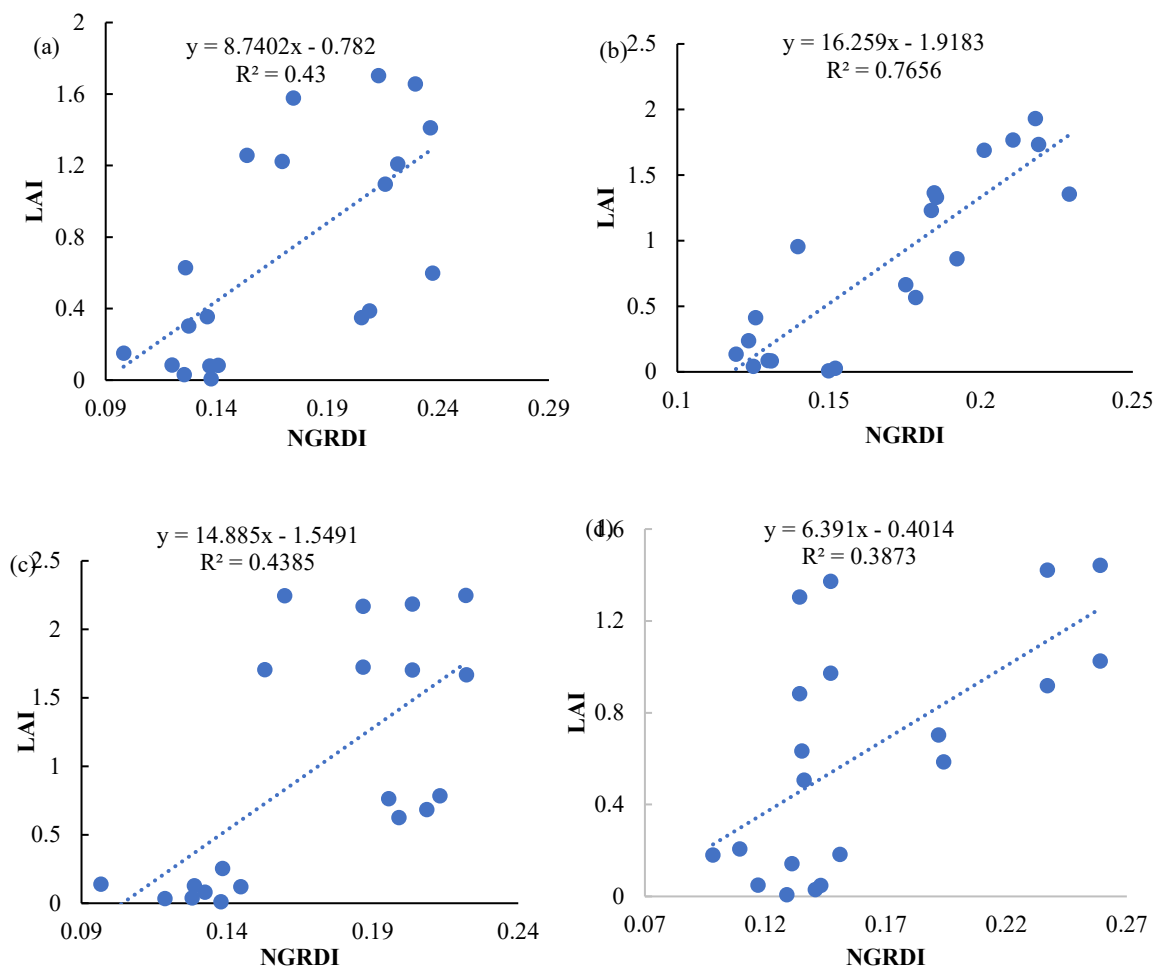 (a)
y = 8.7402x - 0.782
R² = 0.43
2
1.6
1.2
0.8
0.4
0
LAI
0.09 0.14 0.19 0.24 0.29
NGRDI
(b)
y = 16.259x - 1.9183
R² = 0.7656
2.5
2
1.5
1
0.5
0
LAI
0.1 0.15 0.2 0.25
NGRDI
(c)
y = 14.885x - 1.5491
R² = 0.4385
2.5
2
1.5
1
0.5
0
LAI
0.09 0.14 0.19 0.24
NGRDI
(d)
y = 6.391x - 0.4014
R² = 0.3873
1.6
1.2
0.8
0.4
0
LAI
0.07 0.12 0.17 0.22 0.27
NGRDI